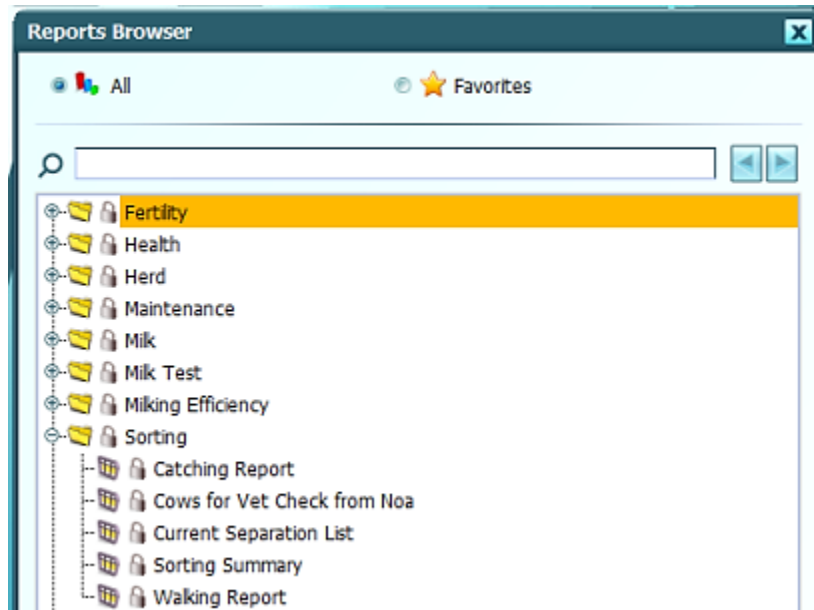 Reports Browser
All
Favorites
Fertility
Health
Herd
Maintenance
Milk
Milk Test
Milking Efficiency
Sorting
Catching Report
Cows for Vet Check from Noa
Current Separation List
Sorting Summary
Walking Report